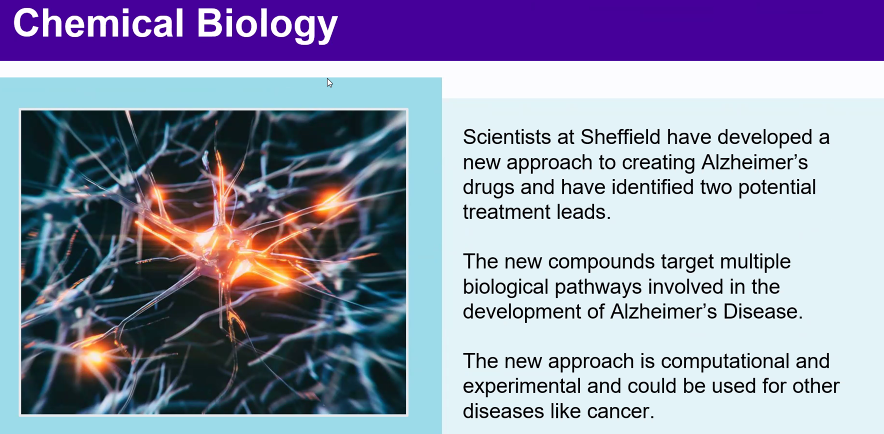 Chemical Biology
Scientists at Sheffield have developed a
new approach to creating Alzheimer’s
drugs and have identified two potential
treatment leads.
The new compounds target multiple
biological pathways involved in the
development of Alzheimer’s Disease.
The new approach is computational and
experimental and could be used for other
diseases like cancer.